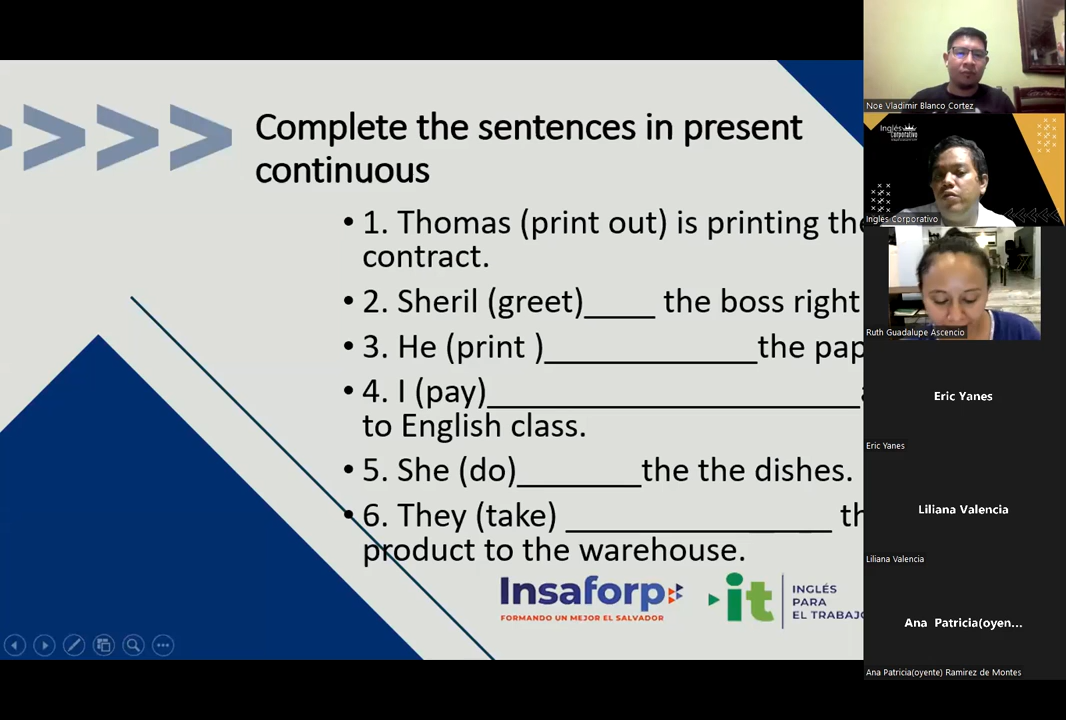 Complete the sentences in present
continuous
• 1. Thomas (print out) is printing the
contract.
• 2. Sheril (greet)____ the boss right
• 3. He (print )____________the pap
• 4. I (pay)_____________________a
to English class.
• 5. She (do)_______the the dishes.
• 6. They (take) _______________ th
product to the warehouse.
Insaforp
FORMANDO UN MEJOR EL SALVADOR
it
INGLÉS
PARA
EL TRABAJO
Noe Vladimir Blanco Cortez
Inglés
Corporativo
Inglés Corporativo
Ruth Guadalupe Ascencio
Eric Yanes
Eric Yanes
Liliana Valencia
Liliana Valencia
Ana Patricia(oyen...
Ana Patricia(oyente) Ramirez de Montes